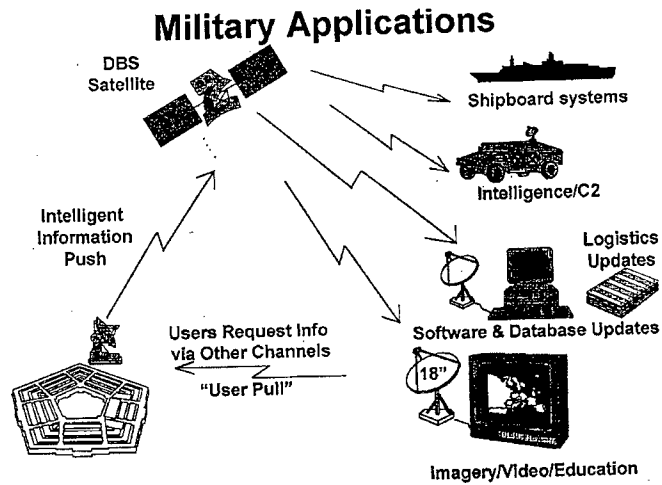 Military Applications
DBS
Satellite
Shipboard systems
Intelligence/C2
Intelligent
Information
Push
Logistics
Updates
Software & Database Updates
Users Request Info
via Other Channels
"User Pull"
18"
Imagery/Video/Education